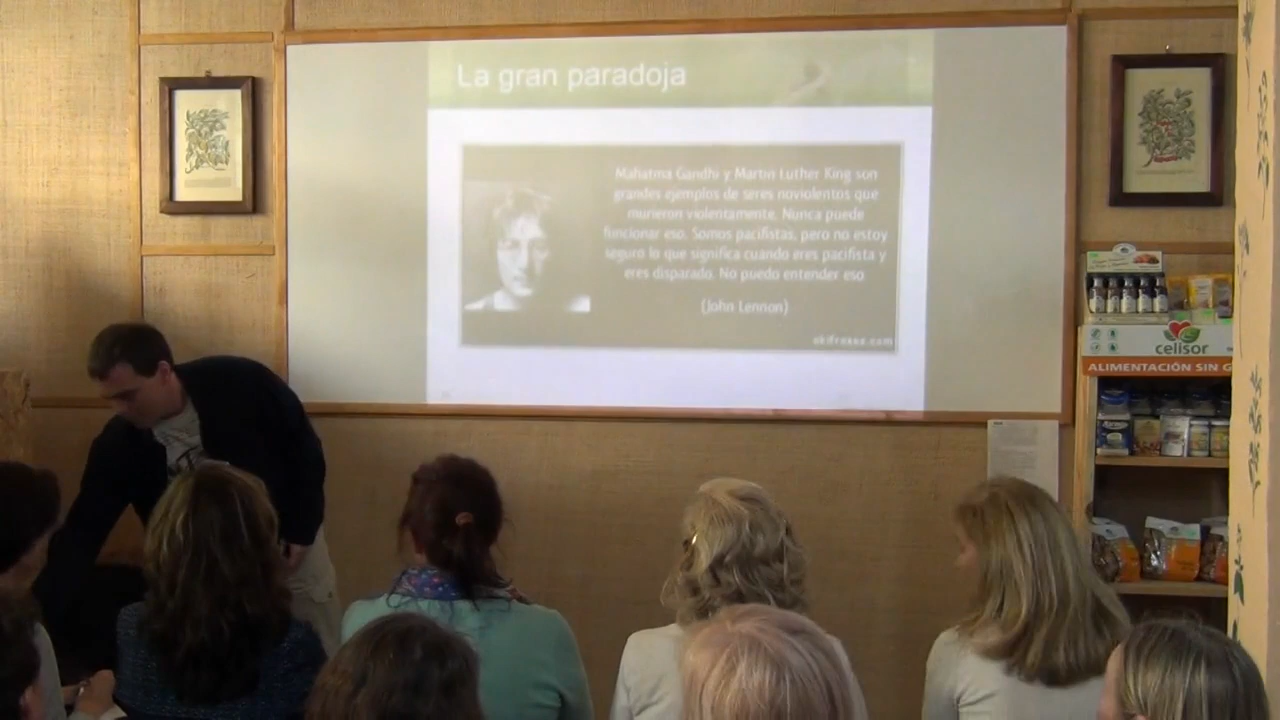 La gran paradoja
Mahatma Gandhi y Martin Luther King son
grandes ejemplos de seres noviolentos que
murieron violentamente. Nunca puede
funcionar eso. Somos pacifistas, pero no estoy
seguro lo que significa cuando eres pacifista y
eres disparado. No puedo entender eso
(John Lennon)
akifrases.com
celisor
ALIMENTACIÓN SIN G